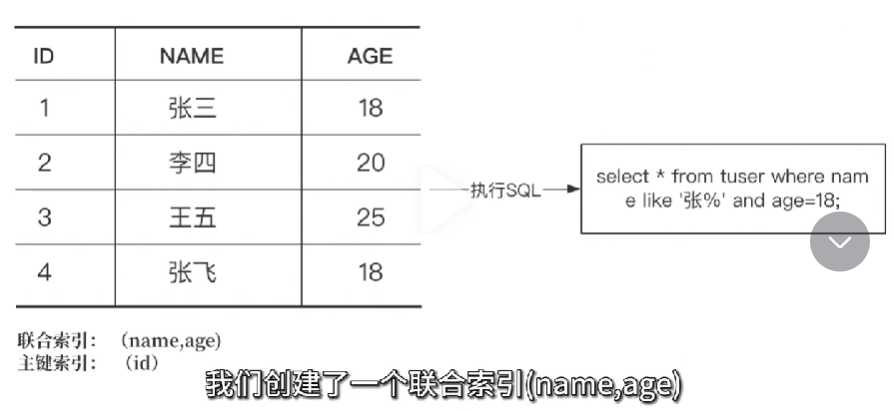 ID NAME AGE
1 张三 18
2 李四 20
3 王五 25
4 张飞 18
执行SQL
select * from tuser where nam
e like '张%' and age=18;
联合索引： （name,age)
主键索引： （id）
我们创建了一个联合索引(name,age)